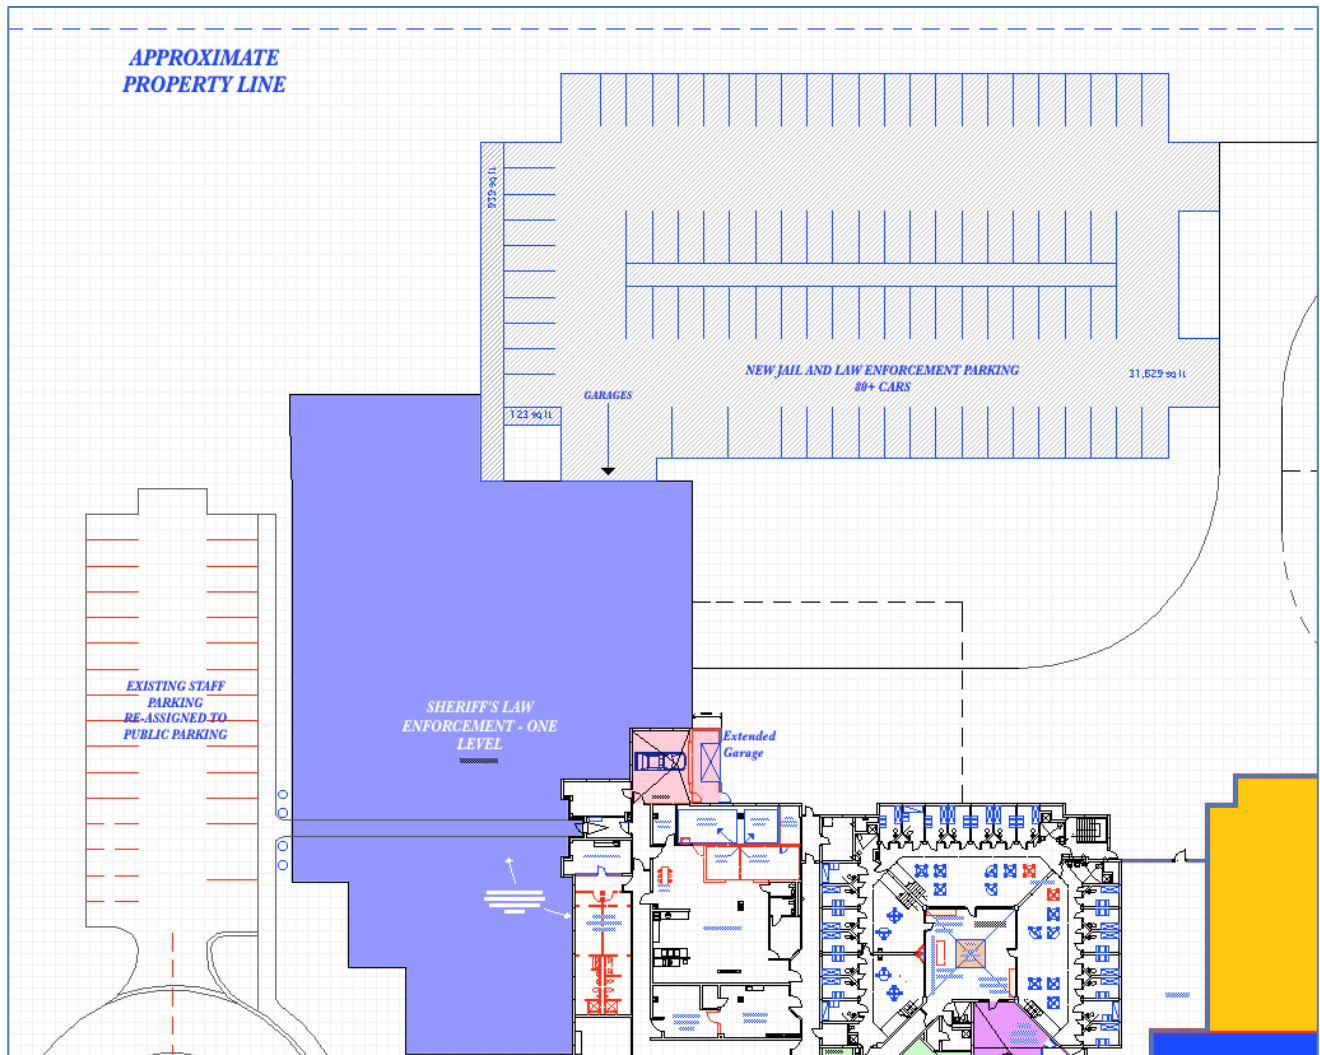 APPROXIMATE
PROPERTY LINE
939 sq ft
NEW JAIL AND LAW ENFORCEMENT PARKING
80+ CARS
31,629 sq ft
GARAGES
123 sq ft
EXISTING STAFF
PARKING
RE-ASSIGNED TO
PUBLIC PARKING
SHERIFF'S LAW
ENFORCEMENT - ONE
LEVEL
Extended
Garage